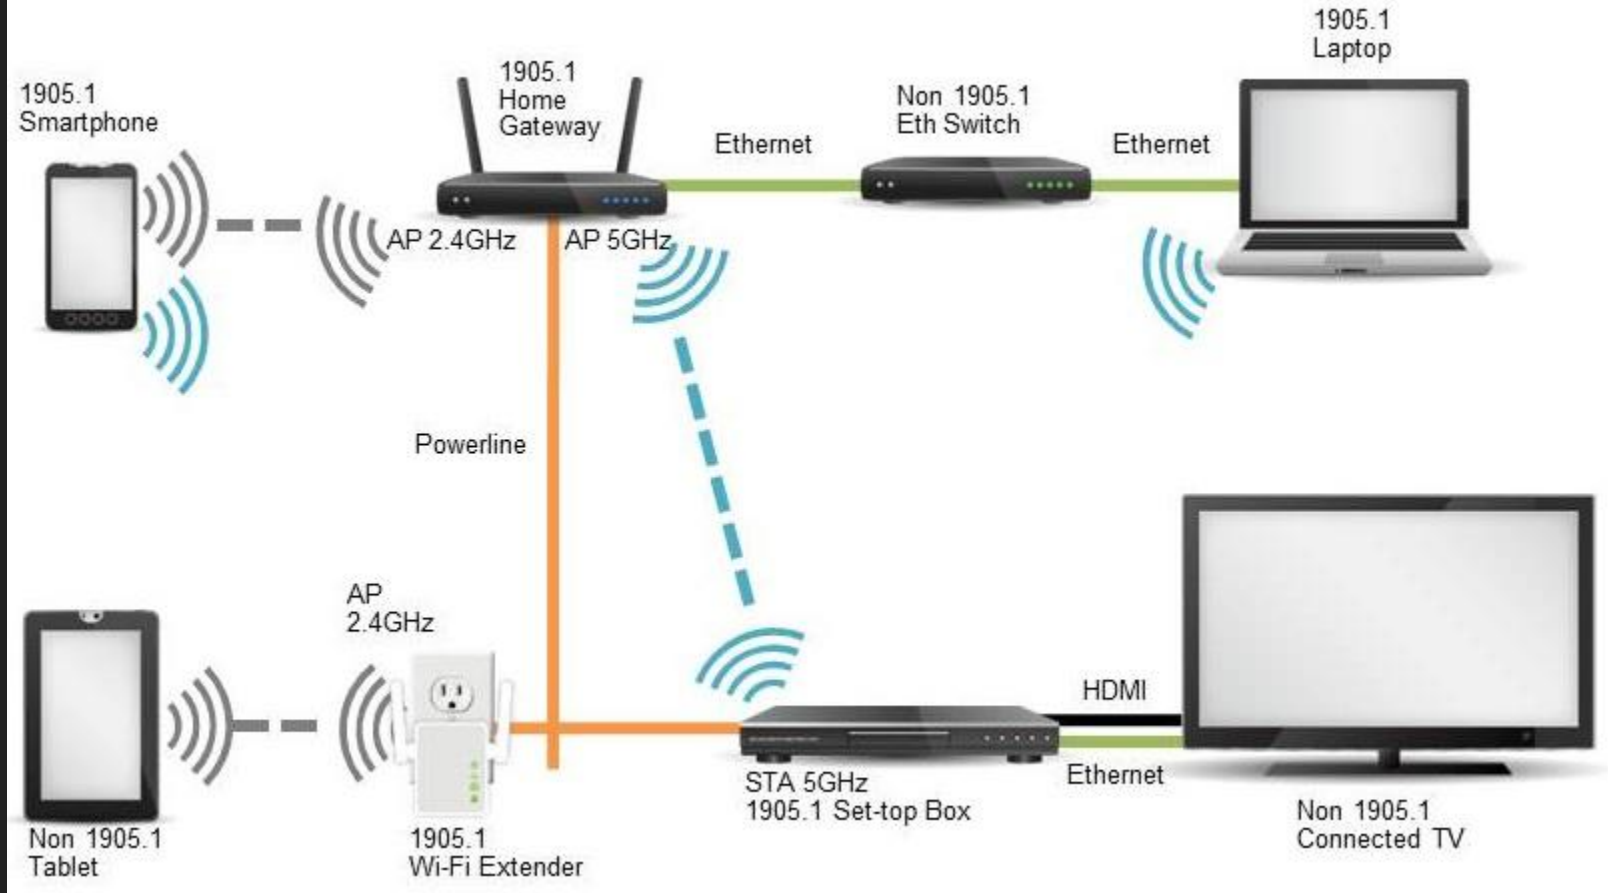 1905.1
Laptop
1905.1
Home
Gateway
1905.1
Smartphone
Non 1905.1
Eth Switch
Ethernet
Ethernet
AP 2.4GHz
AP 5GHz
Powerline
AP
2.4GHz
HDMI
Ethernet
STA 5GHz
1905.1 Set-top Box
Non 1905.1
Connected TV
Non 1905.1
Tablet
1905.1
Wi-Fi Extender